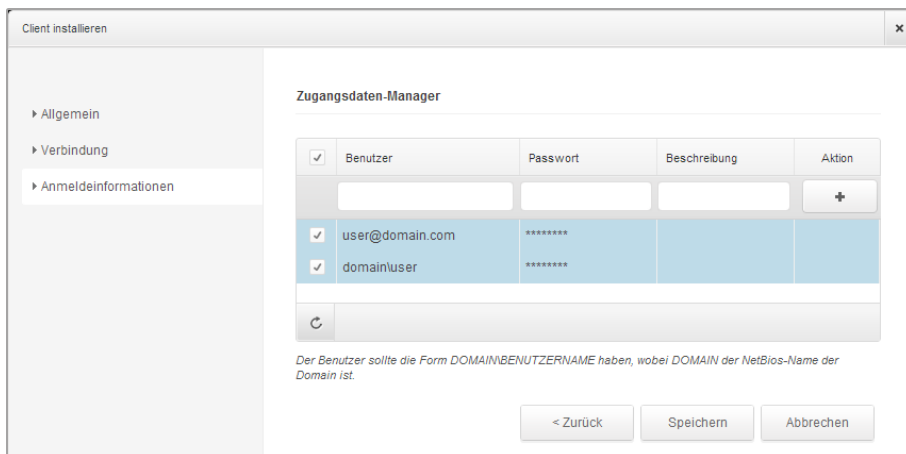 Client installieren
Allgemein
Verbindung
Anmeldeinformationen
Zugangsdaten-Manager
Benutzer Passwort Beschreibung Aktion
+
user@domain.com ********
domain\user ********
Der Benutzer sollte die Form DOMAIN\BENUTZERNAME haben, wobei DOMAIN der NetBios-Name der
Domain ist.
< Zurück Speichern Abbrechen